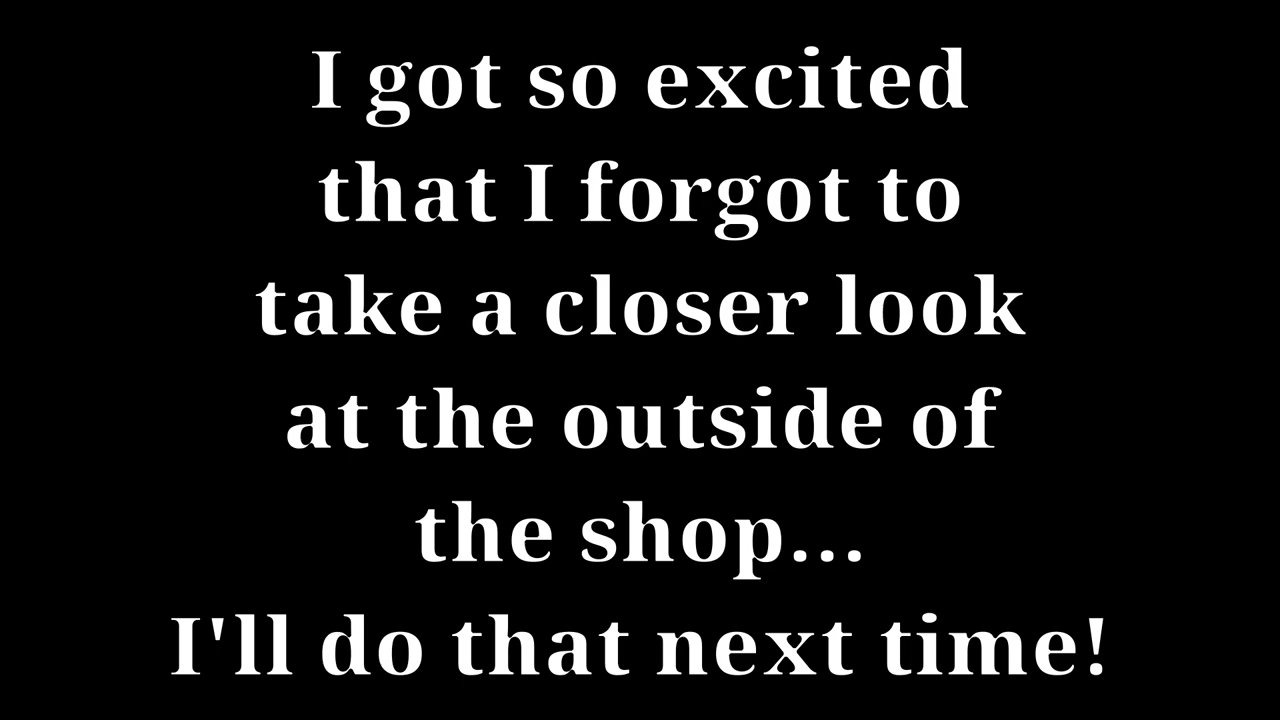 I got so excited
that I forgot to
take a closer look
at the outside of
the shop...
I'll do that next time!